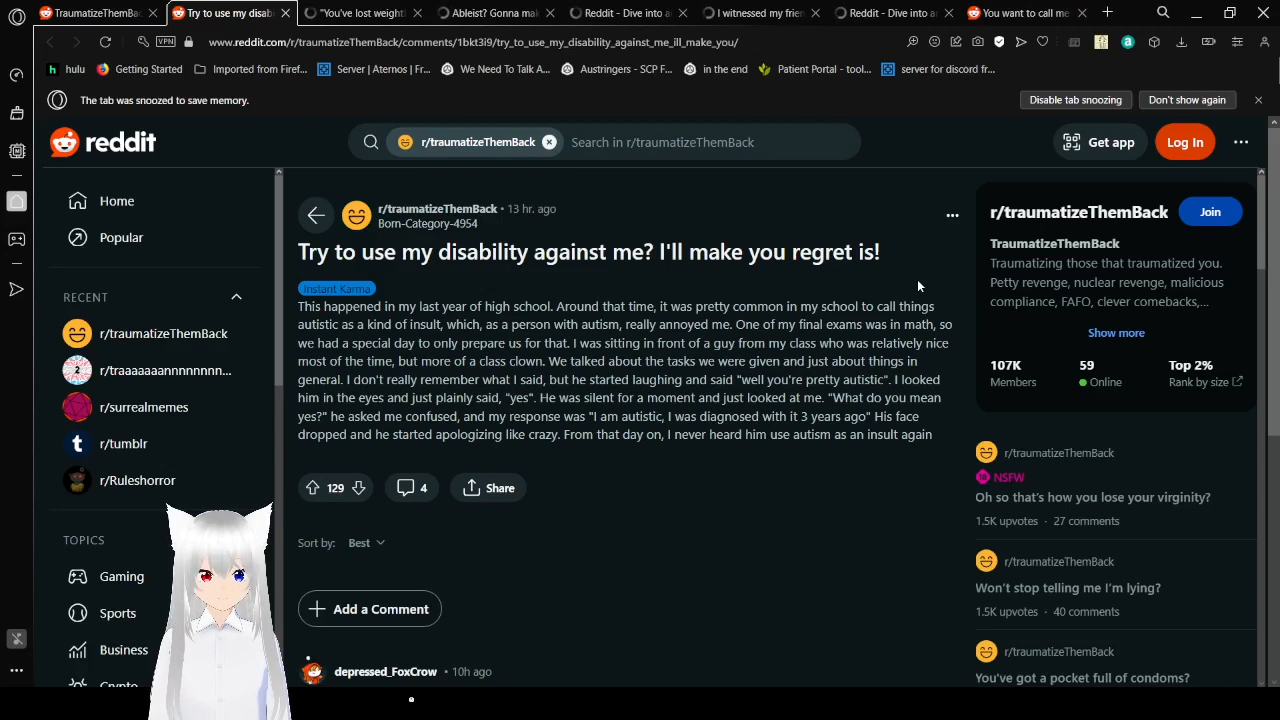 TraumatizeThemBack
Try to use my disab
"You've lost weight!
Ableist? Gonna mak
Reddit - Dive into a
I witnessed my frien
Reddit - Dive into a
You want to call me
VPN
www.reddit.com/r/traumatizeThemBack/comments/1bkt3i9/try_to_use_my_disability_against_me_ill_make_you/
hulu
Getting Started
Imported from Firef...
Server | Aternos | Fr...
We Need To Talk A...
Austringers - SCP F...
in the end
Patient Portal - tool...
server for discord fr...
The tab was snoozed to save memory.
Disable tab snoozing
Don't show again
reddit
r/traumatizeThemBack
Search in r/traumatizeThemBack
Get app
Log In
Home
Popular
RECENT
r/traumatizeThemBack
r/traaaaaaannnnnnnnn...
r/surrealmemes
r/tumblr
r/Ruleshorror
TOPICS
Gaming
Sports
Business
Crypto
r/traumatizeThemBack • 13 hr. ago
Born-Category-4954
Try to use my disability against me? I'll make you regret is!
Instant Karma
This happened in my last year of high school. Around that time, it was pretty common in my school to call things
autistic as a kind of insult, which, as a person with autism, really annoyed me. One of my final exams was in math, so
we had a special day to only prepare us for that. I was sitting in front of a guy from my class who was relatively nice
most of the time, but more of a class clown. We talked about the tasks we were given and just about things in
general. I don't really remember what I said, but he started laughing and said "well you're pretty autistic". I looked
him in the eyes and just plainly said, "yes". He was silent for a moment and just looked at me. "What do you mean
yes?" he asked me confused, and my response was "I am autistic, I was diagnosed with it 3 years ago" His face
dropped and he started apologizing like crazy. From that day on, I never heard him use autism as an insult again
129
4
Share
Sort by: Best
Add a Comment
depressed_FoxCrow • 10h ago
r/traumatizeThemBack
Join
TraumatizeThemBack
Traumatizing those that traumatized you.
Petty revenge, nuclear revenge, malicious
compliance, FAFO, clever comebacks,...
Show more
107K
59
Top 2%
Members
Online
Rank by size
r/traumatizeThemBack
NSFW
Oh so that's how you lose your virginity?
1.5K upvotes · 27 comments
r/traumatizeThemBack
Won't stop telling me I'm lying?
1.5K upvotes · 40 comments
r/traumatizeThemBack
You've got a pocket full of condoms?